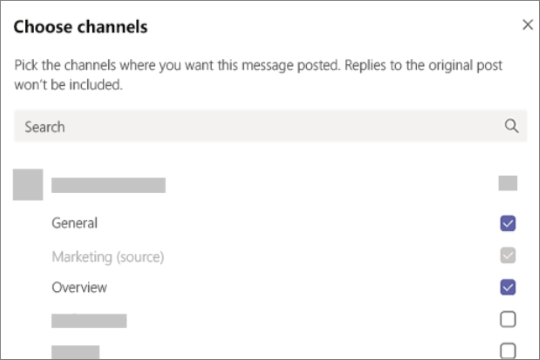 Choose channels
Pick the channels where you want this message posted. Replies to the original post
won't be included.
Search
General
Marketing (source)
Overview